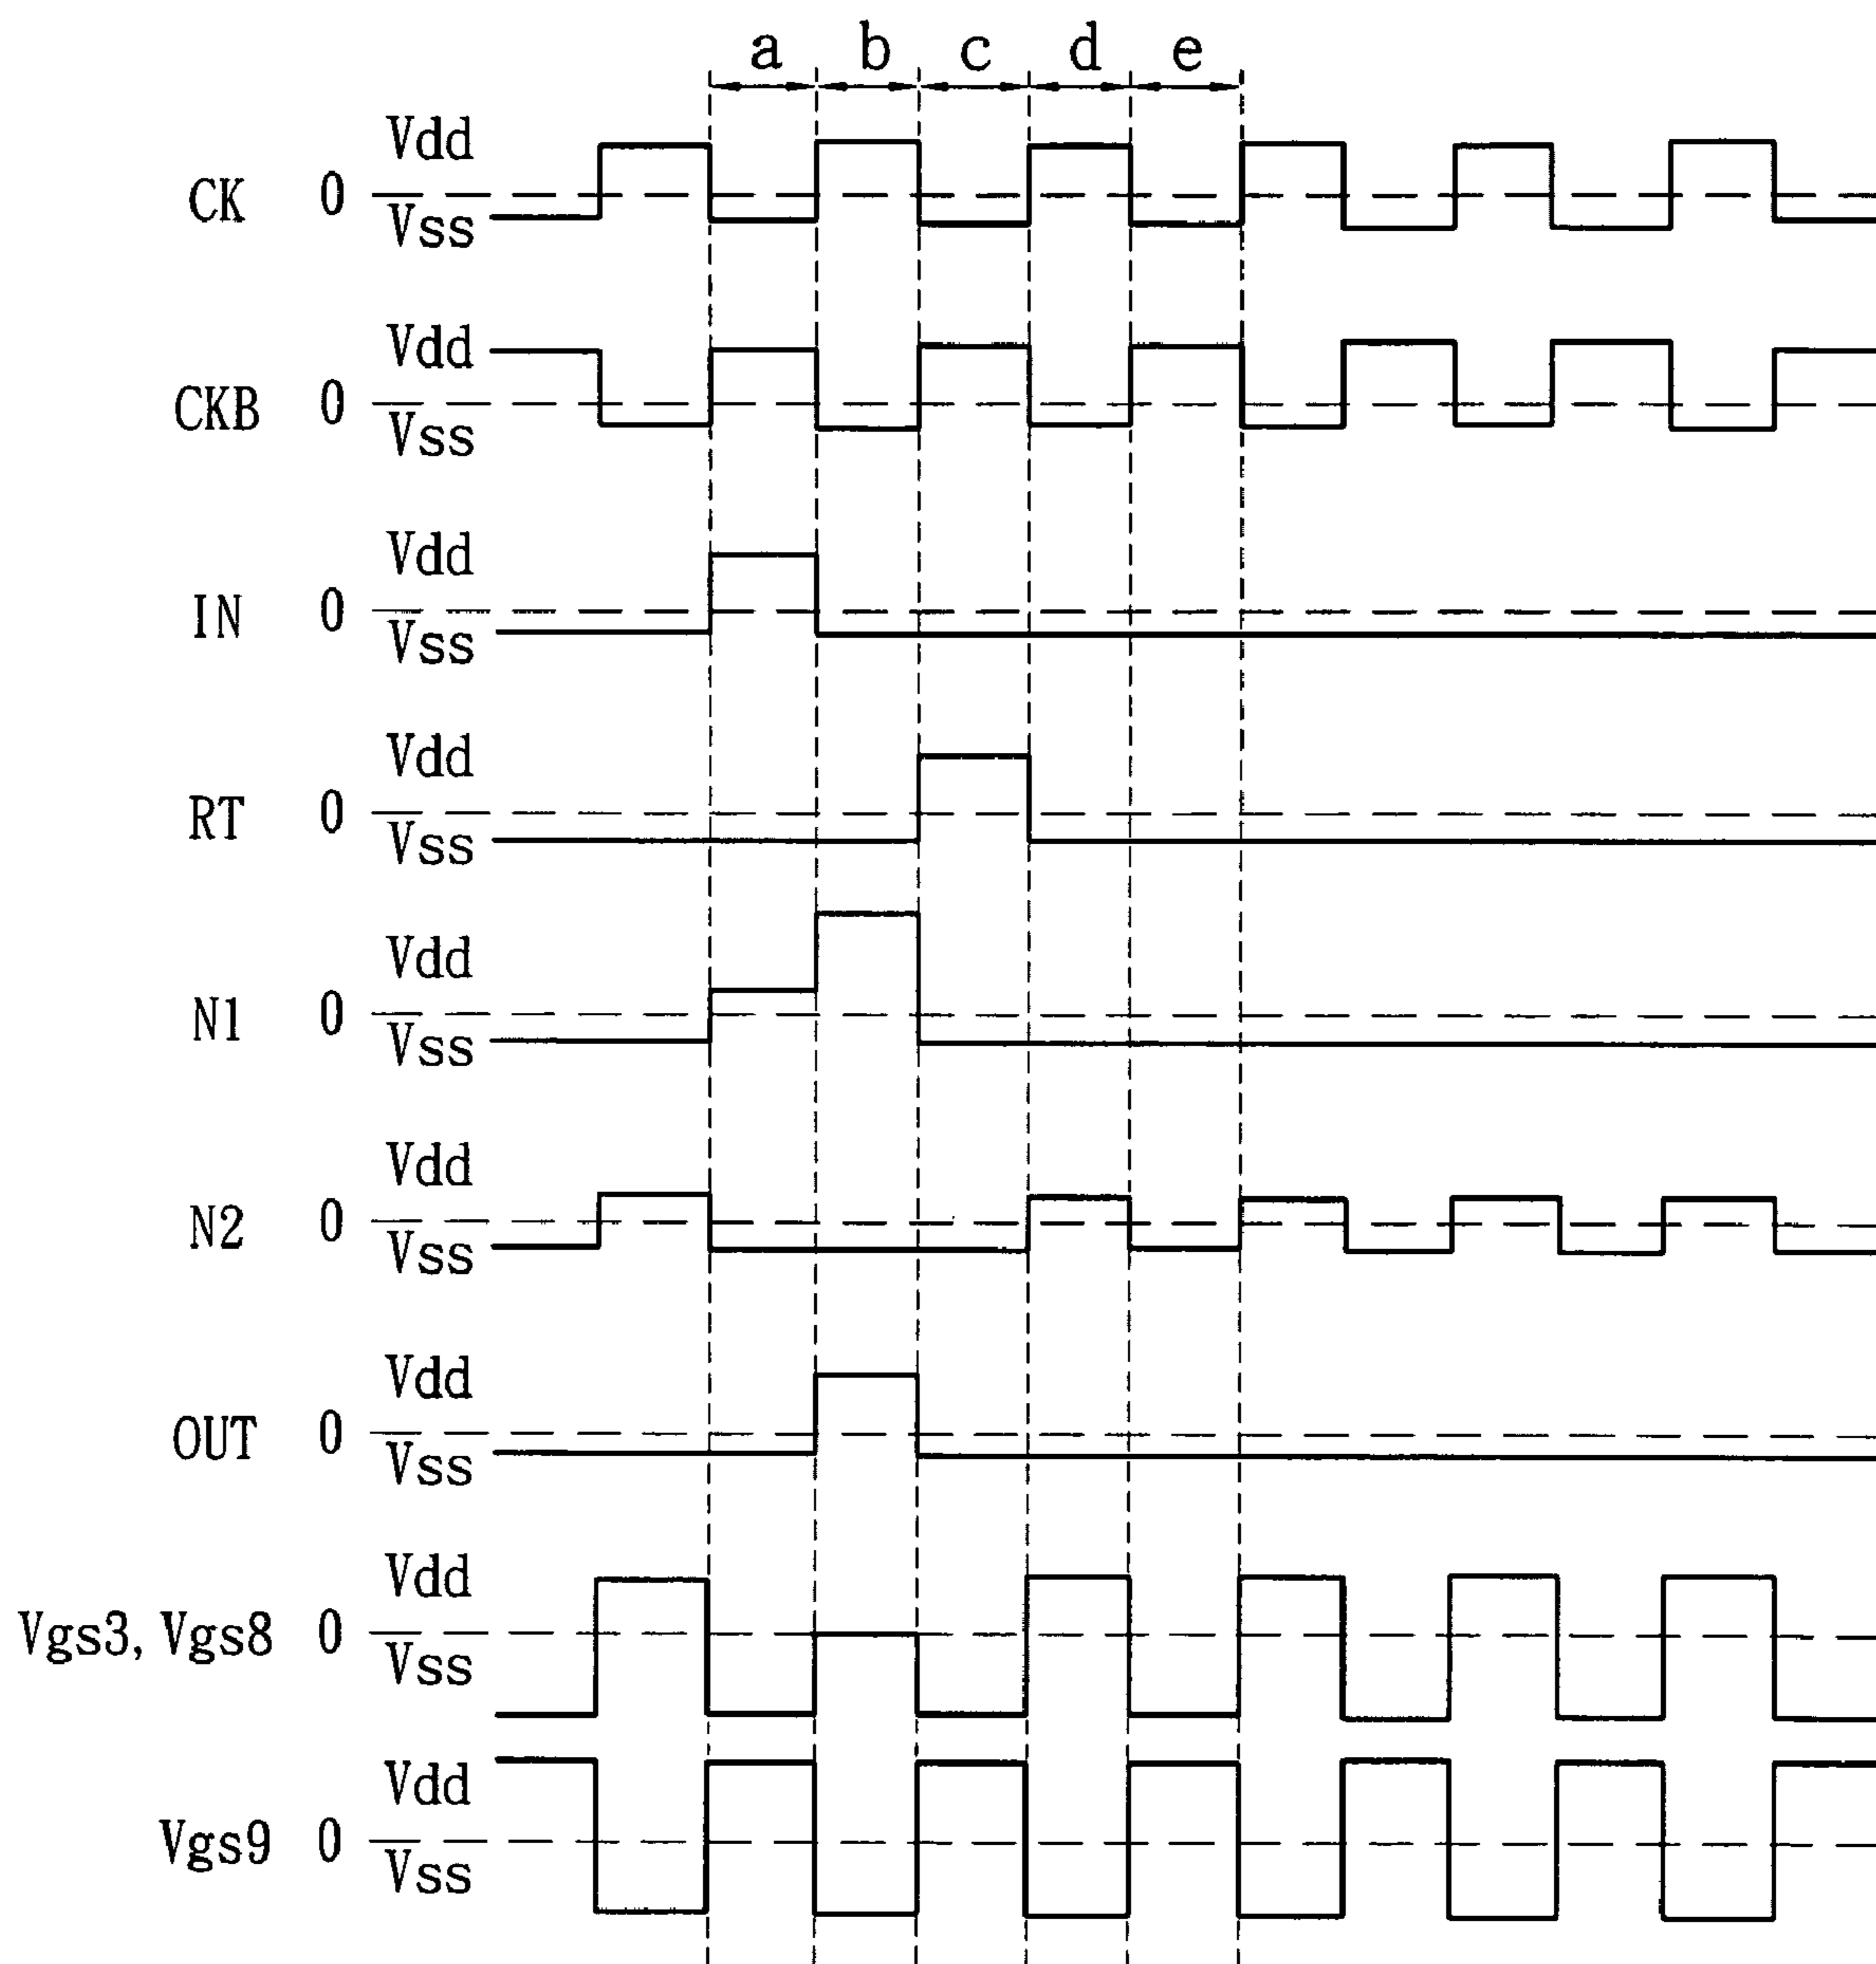 a b c d e
Vdd
CK 0
Vss
Vdd
CKB 0
Vss
Vdd
IN 0
Vss
Vdd
RT 0
Vss
Vdd
N1 0
Vss
Vdd
N2 0
Vss
Vdd
OUT 0
Vss
Vdd
Vgs3, Vgs8 0
Vss
Vdd
Vgs9 0
Vss